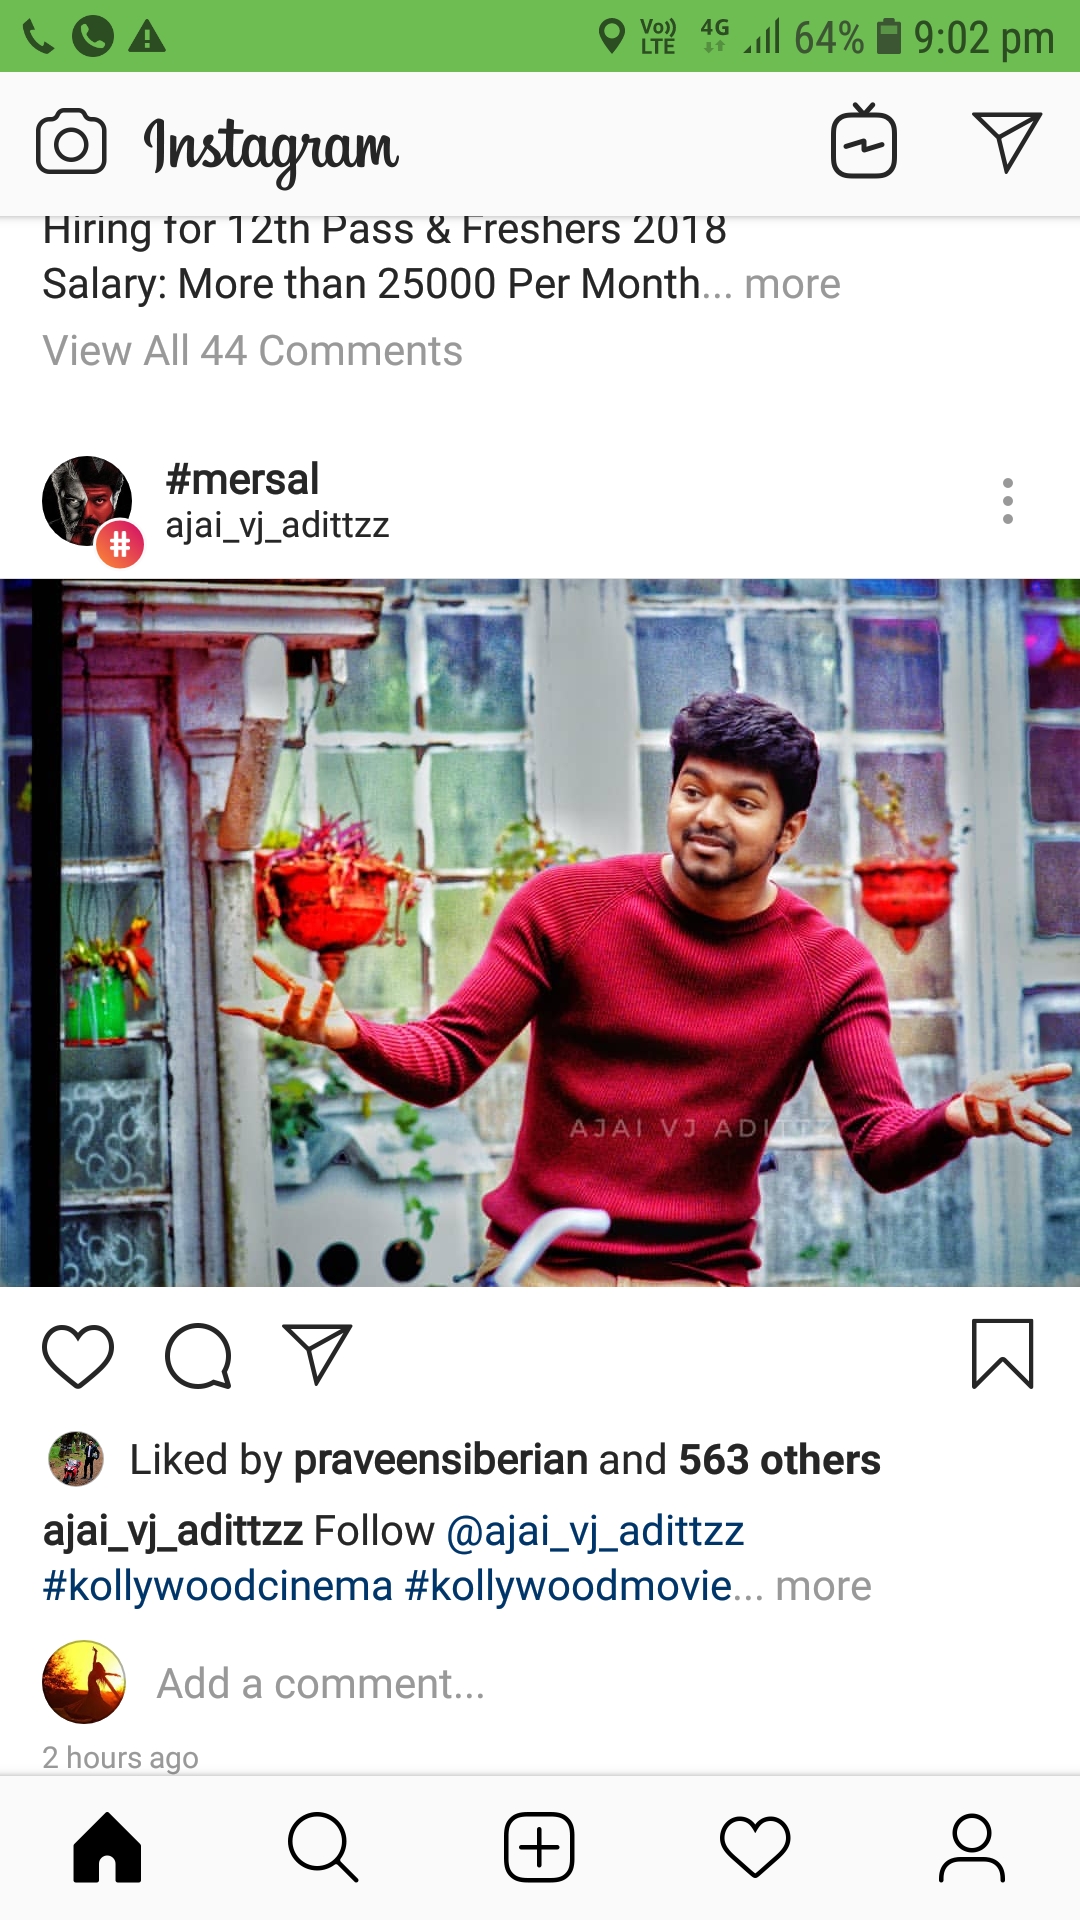 Vo)) LTE 4G 64% 9:02 pm
Instagram
Hiring for 12th Pass & Freshers 2018
Salary: More than 25000 Per Month... more
View All 44 Comments
#mersal
#
ajai_vj_adittzz
AJAI VJ ADITTZZ
Liked by praveensiberian and 563 others
ajai_vj_adittzz Follow @ajai_vj_adittzz
#kollywoodcinema #kollywoodmovie... more
Add a comment...
2 hours ago